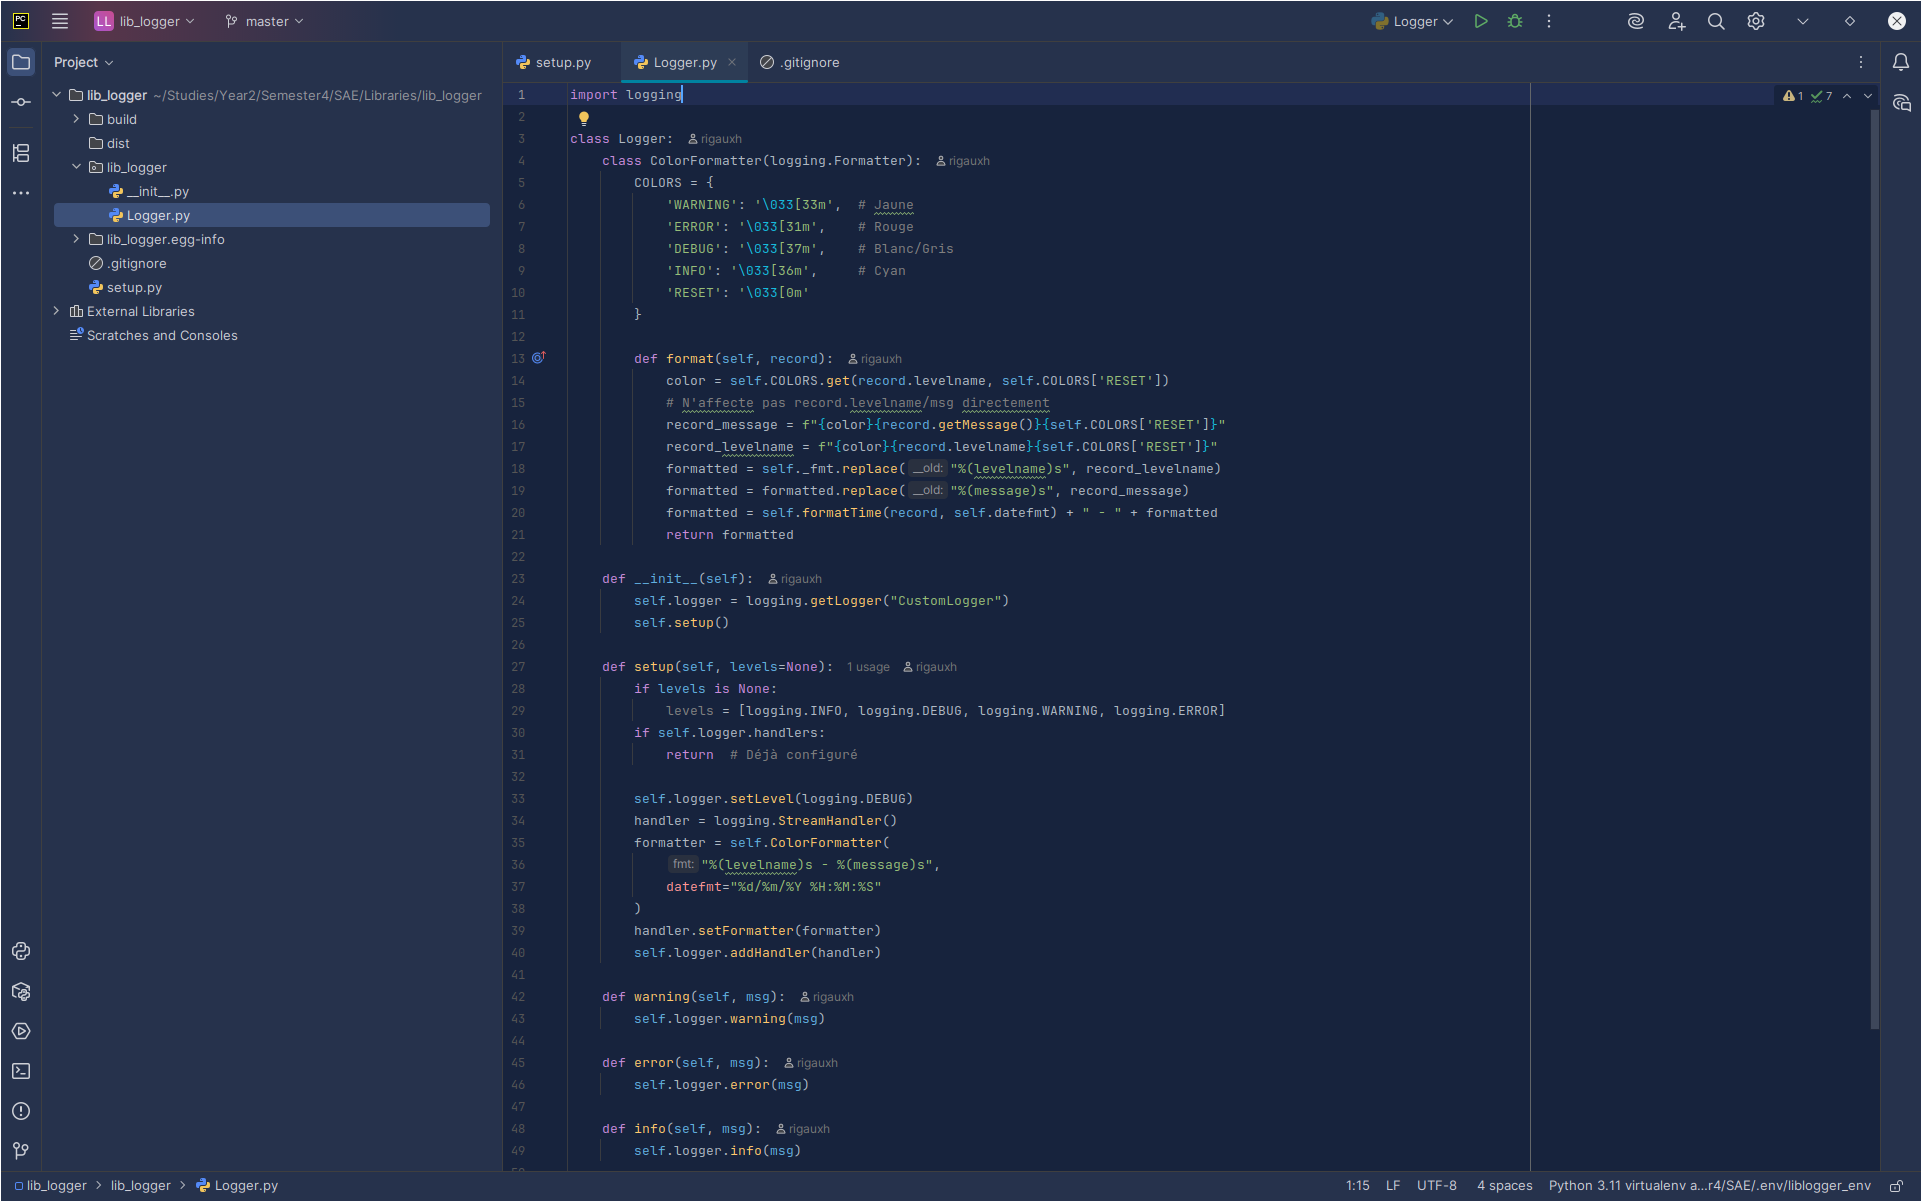 PC
LL lib_logger
master
Logger
Project
lib_logger ~/Studies/Year2/Semester4/SAE/Libraries/lib_logger
build
dist
lib_logger
__init__.py
Logger.py
lib_logger.egg-info
.gitignore
setup.py
External Libraries
Scratches and Consoles
setup.py
Logger.py
.gitignore
1 7
1 import logging
2
3 class Logger: rigauxh
4 class ColorFormatter(logging.Formatter): rigauxh
5 COLORS = {
6 'WARNING': '\033[33m', # Jaune
7 'ERROR': '\033[31m', # Rouge
8 'DEBUG': '\033[37m', # Blanc/Gris
9 'INFO': '\033[36m', # Cyan
10 'RESET': '\033[0m'
11 }
12
13 def format(self, record): rigauxh
14 color = self.COLORS.get(record.levelname, self.COLORS['RESET'])
15 # N'affecte pas record.levelname/msg directement
16 record_message = f"{color}{record.getMessage()}{self.COLORS['RESET']}"
17 record_levelname = f"{color}{record.levelname}{self.COLORS['RESET']}"
18 formatted = self._fmt.replace( __old: "%(levelname)s", record_levelname)
19 formatted = formatted.replace( __old: "%(message)s", record_message)
20 formatted = self.formatTime(record, self.datefmt) + " - " + formatted
21 return formatted
22
23 def __init__(self): rigauxh
24 self.logger = logging.getLogger("CustomLogger")
25 self.setup()
26
27 def setup(self, levels=None): 1 usage rigauxh
28 if levels is None:
29 levels = [logging.INFO, logging.DEBUG, logging.WARNING, logging.ERROR]
30 if self.logger.handlers:
31 return # Déjà configuré
32
33 self.logger.setLevel(logging.DEBUG)
34 handler = logging.StreamHandler()
35 formatter = self.ColorFormatter(
36 fmt: "%(levelname)s - %(message)s",
37 datefmt="%d/%m/%Y %H:%M:%S"
38 )
39 handler.setFormatter(formatter)
40 self.logger.addHandler(handler)
41
42 def warning(self, msg): rigauxh
43 self.logger.warning(msg)
44
45 def error(self, msg): rigauxh
46 self.logger.error(msg)
47
48 def info(self, msg): rigauxh
49 self.logger.info(msg)
lib_logger > lib_logger > Logger.py
1:15 LF UTF-8 4 spaces Python 3.11 virtualenv a...r4/SAE/.env/liblogger_env